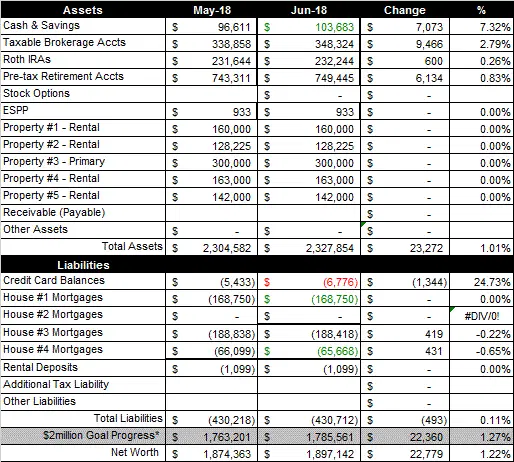 Assets May-18 Jun-18 Change %
Cash & Savings $ 96,611 $ 103,683 $ 7,073 7.32%
Taxable Brokerage Accts $ 338,858 $ 348,324 $ 9,466 2.79%
Roth IRAs $ 231,644 $ 232,244 $ 600 0.26%
Pre-tax Retirement Accts $ 743,311 $ 749,445 $ 6,134 0.83%
Stock Options $ - $ -
ESPP $ 933 $ 933 $ - 0.00%
Property #1 - Rental $ 160,000 $ 160,000 $ - 0.00%
Property #2 - Rental $ 128,225 $ 128,225 $ - 0.00%
Property #3 - Primary $ 300,000 $ 300,000 $ - 0.00%
Property #4 - Rental $ 163,000 $ 163,000 $ - 0.00%
Property #5 - Rental $ 142,000 $ 142,000 $ - 0.00%
Receivable (Payable) $ -
Other Assets $ - $ - $ -
Total Assets $ 2,304,582 $ 2,327,854 $ 23,272 1.01%
Liabilities
Credit Card Balances $ (5,433) $ (6,776) $ (1,344) 24.73%
House #1 Mortgages $ (168,750) $ (168,750) $ - 0.00%
House #2 Mortgages $ - $ - $ - #DIV/0!
House #3 Mortgages $ (188,838) $ (188,418) $ 419 -0.22%
House #4 Mortgages $ (66,099) $ (65,668) $ 431 -0.65%
Rental Deposits $ (1,099) $ (1,099) $ - 0.00%
Additional Tax Liability $ -
Other Liabilities $ -
Total Liabilities $ (430,218) $ (430,712) $ (493) 0.11%
$2million Goal Progress* $ 1,763,201 $ 1,785,561 $ 22,360 1.27%
Net Worth $ 1,874,363 $ 1,897,142 $ 22,779 1.22%